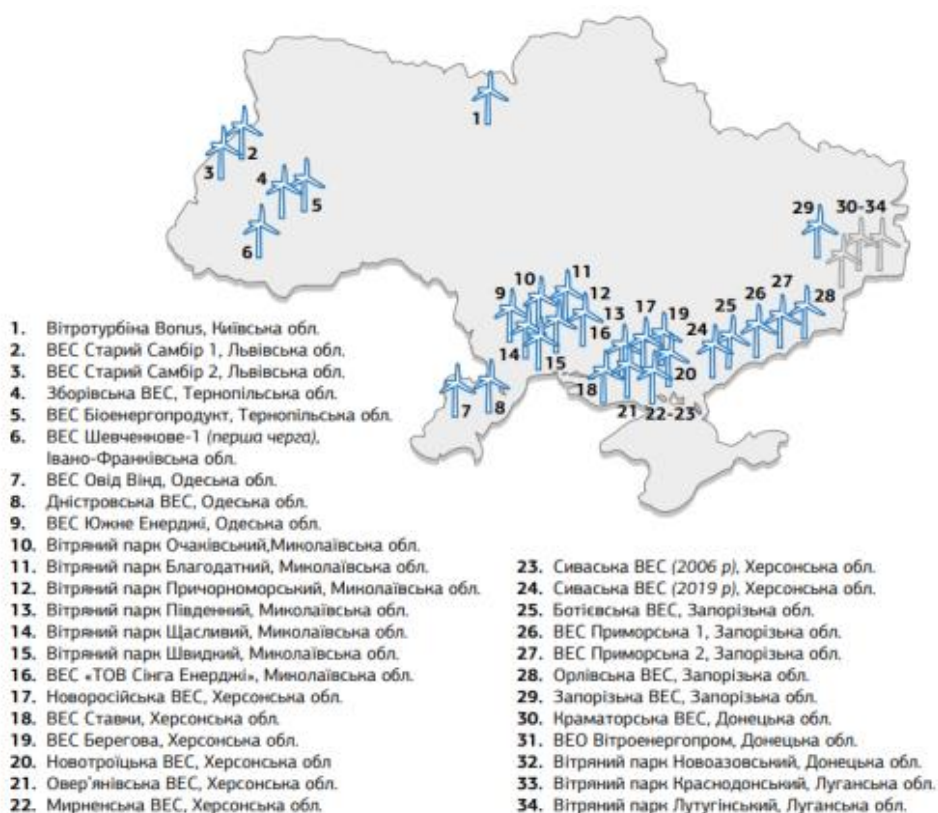 1
2
3
4
5
6
29
30-34
10
11
9
12
27
13
17
26
28
19
25
16
24
14
15
20
18
7
8
21
22-23
1. Вітротурбіна Bonus, Київська обл.
2. ВЕС Старий Самбір 1, Львівська обл.
3. ВЕС Старий Самбір 2, Львівська обл.
4. Зборівська ВЕС, Тернопільська обл.
5. ВЕС Біоенергопродукт, Тернопільська обл.
6. ВЕС Шевченкове-1 (перша черга),
Івано-Франківська обл.
7. ВЕС Овід Вінд, Одеська обл.
8. Дністровська ВЕС, Одеська обл.
9. ВЕС Южне Енерджі, Одеська обл.
10. Вітряний парк Очаківський,Миколаївська обл.
11. Вітряний парк Благодатний, Миколаївська обл.
12. Вітряний парк Причорноморський, Миколаївська обл.
13. Вітряний парк Південний, Миколаївська обл.
14. Вітряний парк Щасливий, Миколаївська обл.
15. Вітряний парк Швидкий, Миколаївська обл.
16. ВЕС «ТОВ Сінга Енерджі», Миколаївська обл.
17. Новоросійська ВЕС, Херсонська обл.
18. ВЕС Ставки, Херсонська обл.
19. ВЕС Берегова, Херсонська обл.
20. Новотроїцька ВЕС, Херсонська обл
21. Овер'янівська ВЕС, Херсонська обл.
22. Мирненська ВЕС, Херсонська обл.
23. Сиваська ВЕС (2006 р), Херсонська обл.
24. Сиваська ВЕС (2019 р), Херсонська обл.
25. Ботієвська ВЕС, Запорізька обл.
26. ВЕС Приморська 1, Запорізька обл.
27. ВЕС Приморська 2, Запорізька обл.
28. Орлівська ВЕС, Запорізька обл.
29. Запорізька ВЕС, Запорізька обл.
30. Краматорська ВЕС, Донецька обл.
31. ВЕО Вітроенергопром, Донецька обл.
32. Вітряний парк Новоазовський, Донецька обл.
33. Вітряний парк Краснодонський, Луганська обл.
34. Вітряний парк Лутугінський, Луганська обл.